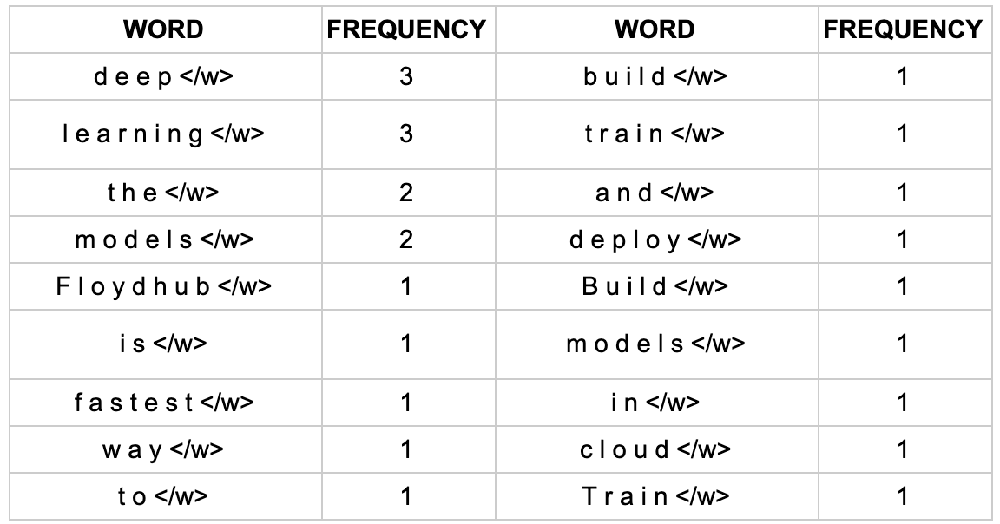 WORD FREQUENCY WORD FREQUENCY
d e e p </w> 3 b u i l d </w> 1
l e a r n i n g </w> 3 t r a i n </w> 1
t h e </w> 2 a n d </w> 1
m o d e l s </w> 2 d e p l o y </w> 1
F l o y d h u b </w> 1 B u i l d </w> 1
i s </w> 1 m o d e l s </w> 1
f a s t e s t </w> 1 i n </w> 1
w a y </w> 1 c l o u d </w> 1
t o </w> 1 T r a i n </w> 1